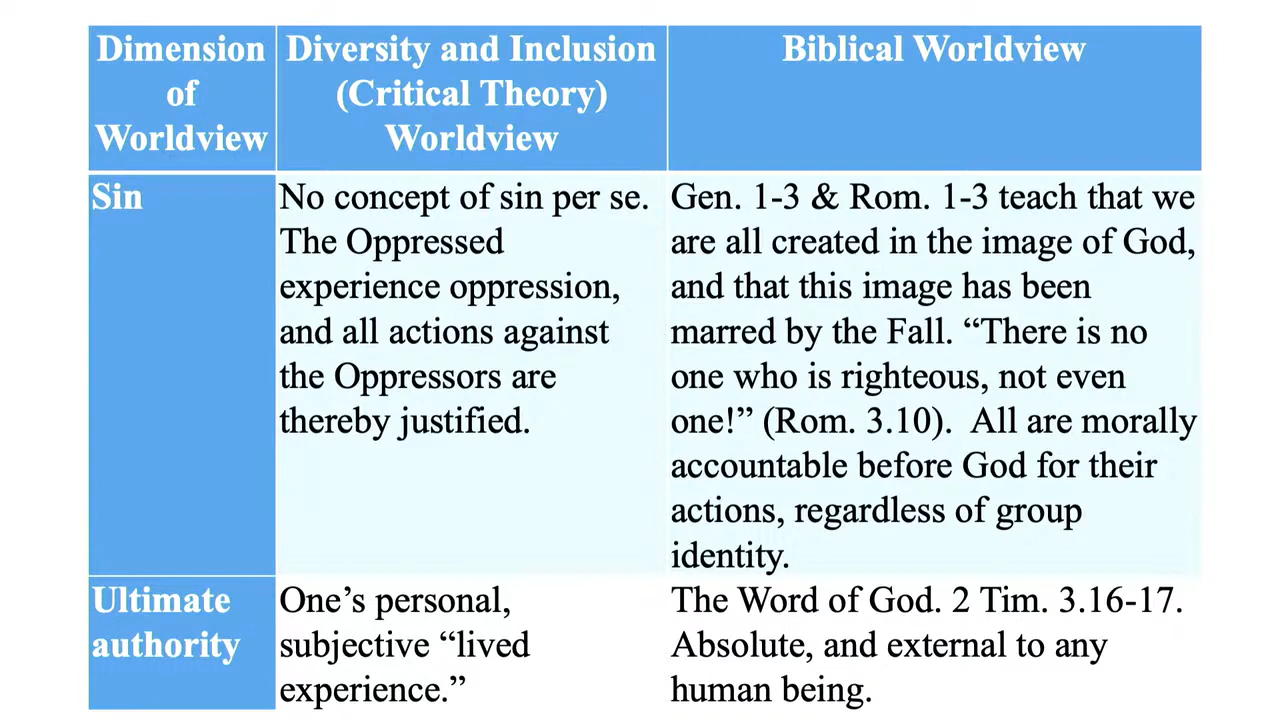 Dimension
of
Worldview
Diversity and Inclusion
(Critical Theory)
Worldview
Biblical Worldview
Sin
No concept of sin per se.
The Oppressed
experience oppression,
and all actions against
the Oppressors are
thereby justified.
Gen. 1-3 & Rom. 1-3 teach that we
are all created in the image of God,
and that this image has been
marred by the Fall. “There is no
one who is righteous, not even
one!” (Rom. 3.10).  All are morally
accountable before God for their
actions, regardless of group
identity.
Ultimate
authority
One’s personal,
subjective “lived
experience.”
The Word of God. 2 Tim. 3.16-17.
Absolute, and external to any
human being.